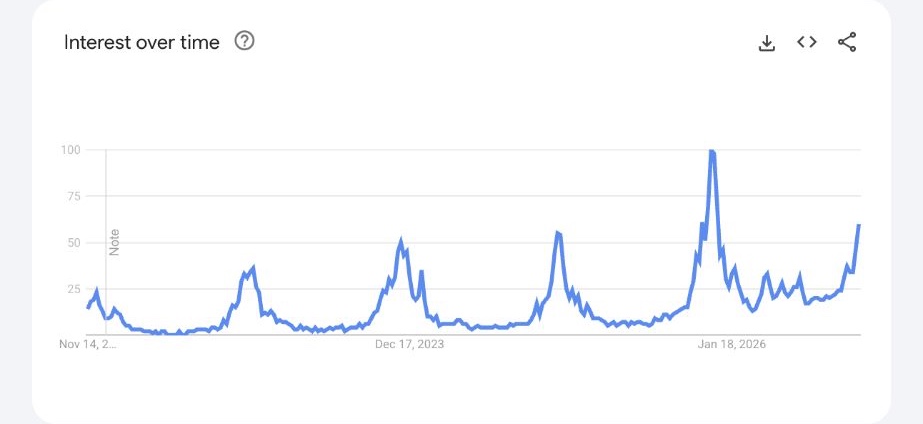 Interest over time
100
75
50
25
Note
Nov 14, 2...
Dec 17, 2023
Jan 18, 2026